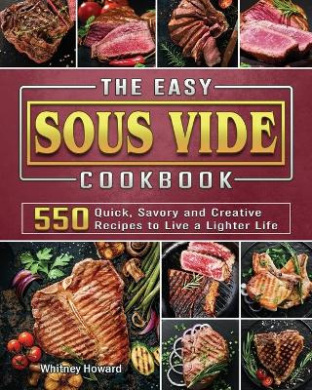 THE EASY
SOUS VIDE
COOKBOOK
550 Quick, Savory and Creative
Recipes to Live a Lighter Life
Whitney Howard